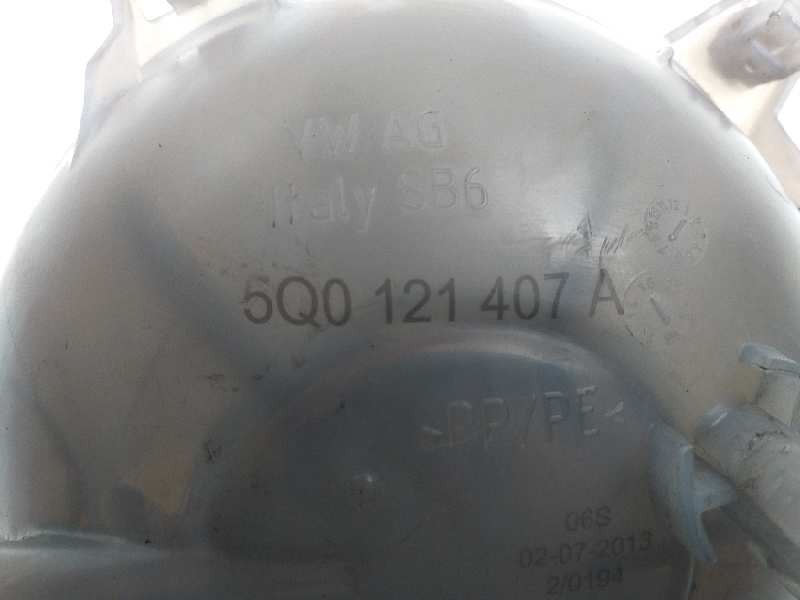 VW AG
Italy SB6
5Q0 121 407 A
>PP/PE<
06S
02-07-2013
2/0194